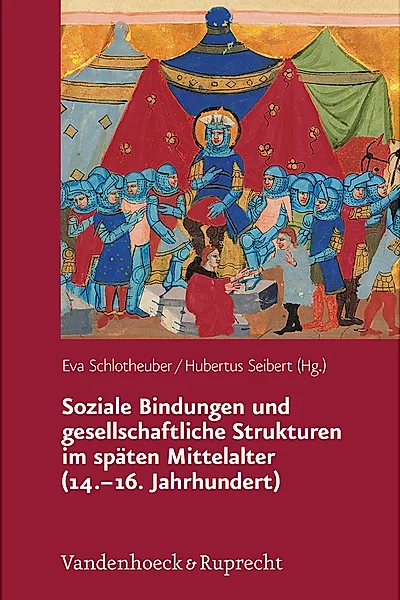 Eva Schlotheuber/Hubertus Seibert (Hg.)
Soziale Bindungen und
gesellschaftliche Strukturen
im späten Mittelalter
(14.–16. Jahrhundert)
Vandenhoeck & Ruprecht